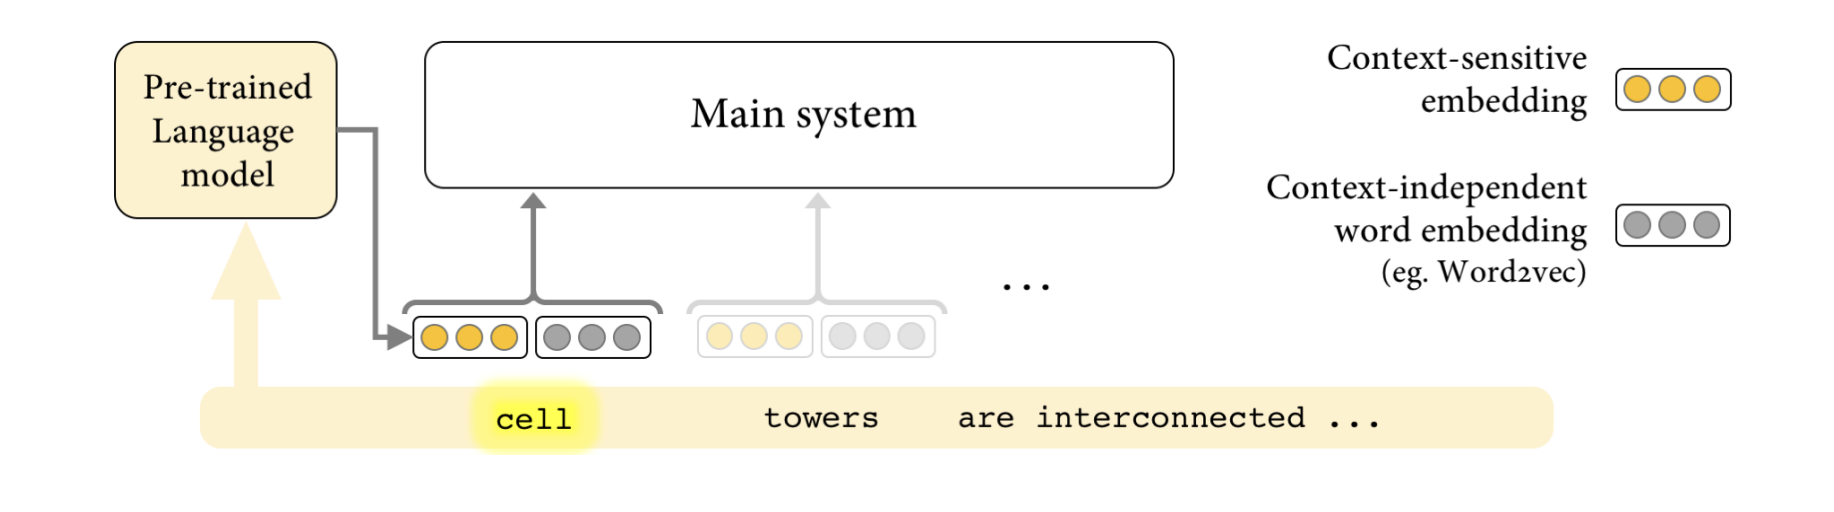 Pre-trained
Language
model
Main system
Context-sensitive
embedding
Context-independent
word embedding
(eg. Word2vec)
...
cell towers are interconnected ...